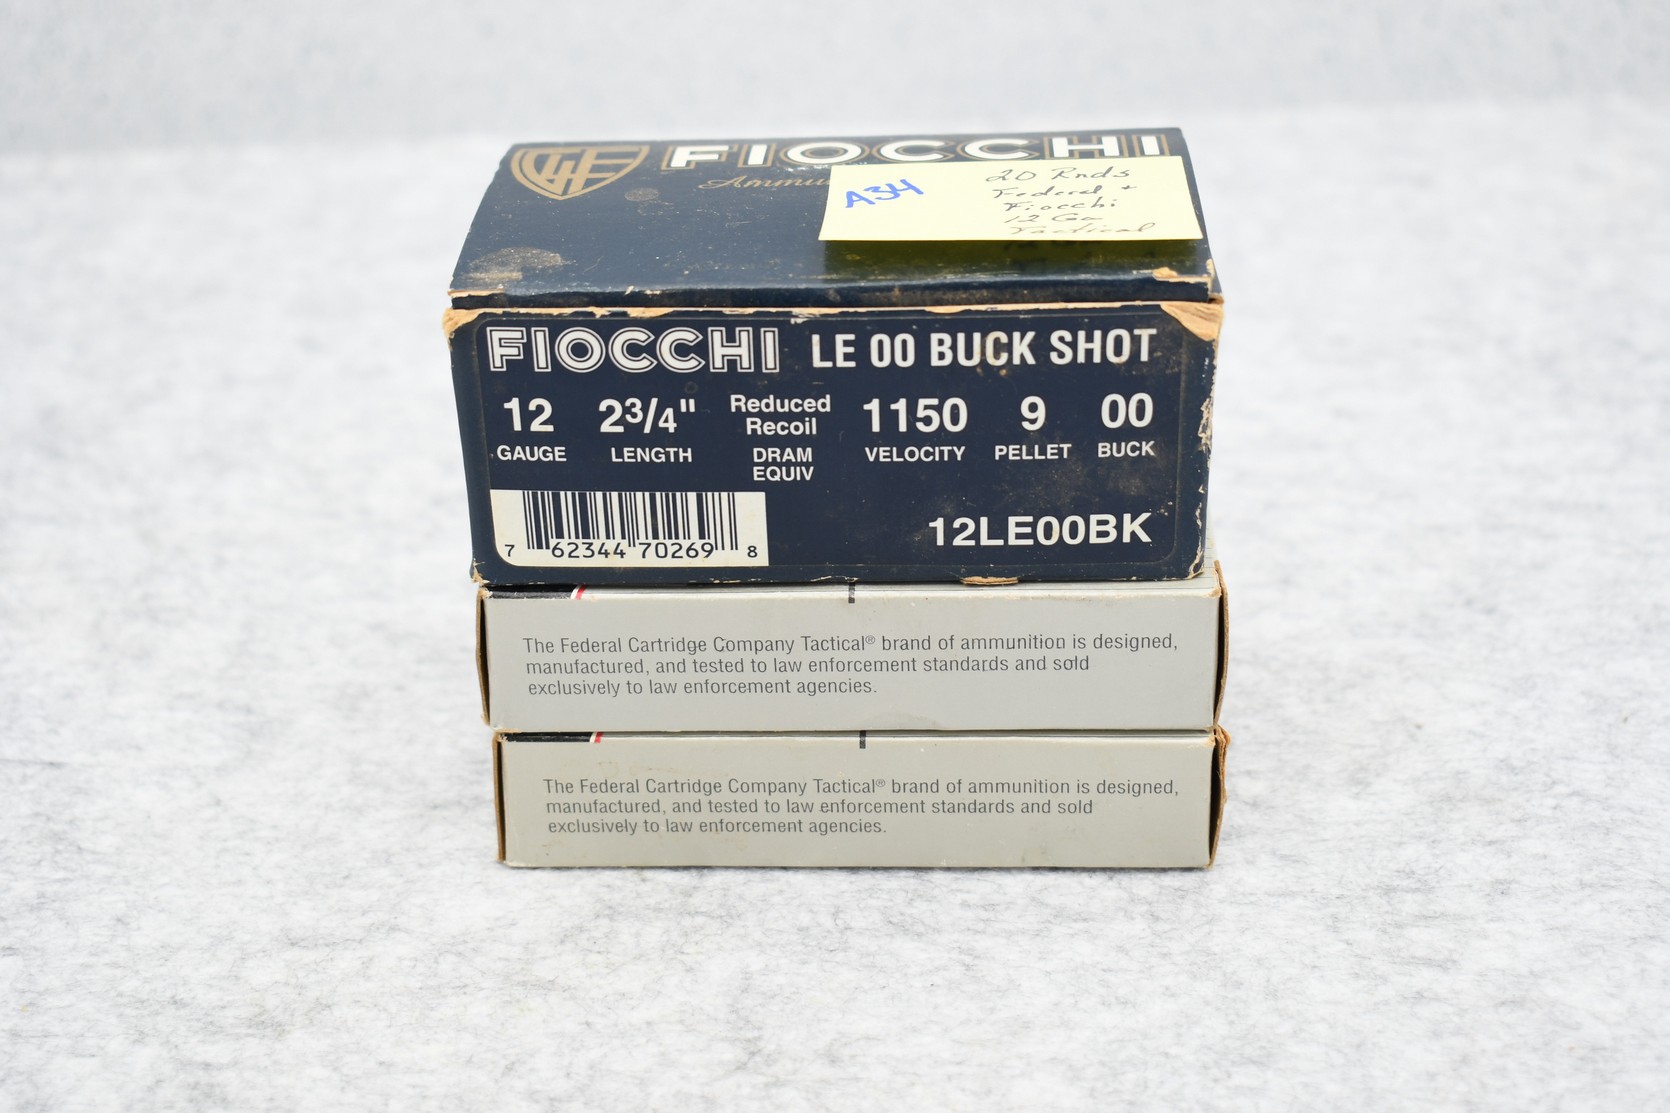 FIOCCHI
A34
20 Rnds
Federal +
Fiocchi
12 Ga
Tactical
FIOCCHI LE 00 BUCK SHOT
12 2 3/4" Reduced Recoil 1150 9 00
GAUGE LENGTH DRAM EQUIV VELOCITY PELLET BUCK
12LE00BK
7 62344 70269 8
The Federal Cartridge Company Tactical® brand of ammunition is designed,
manufactured, and tested to law enforcement standards and sold
exclusively to law enforcement agencies.
The Federal Cartridge Company Tactical® brand of ammunition is designed,
manufactured, and tested to law enforcement standards and sold
exclusively to law enforcement agencies.